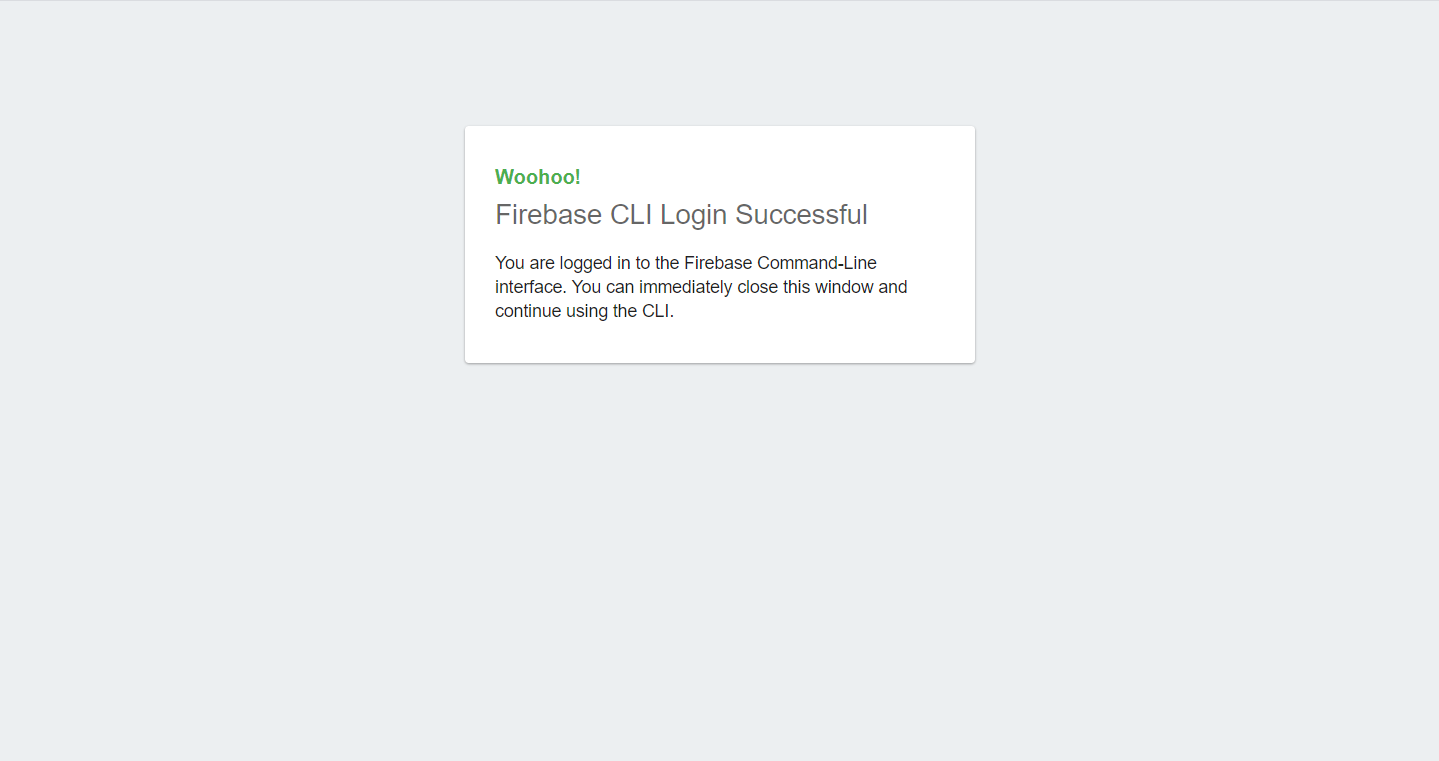 Woohoo!
Firebase CLI Login Successful
You are logged in to the Firebase Command-Line
interface. You can immediately close this window and
continue using the CLI.